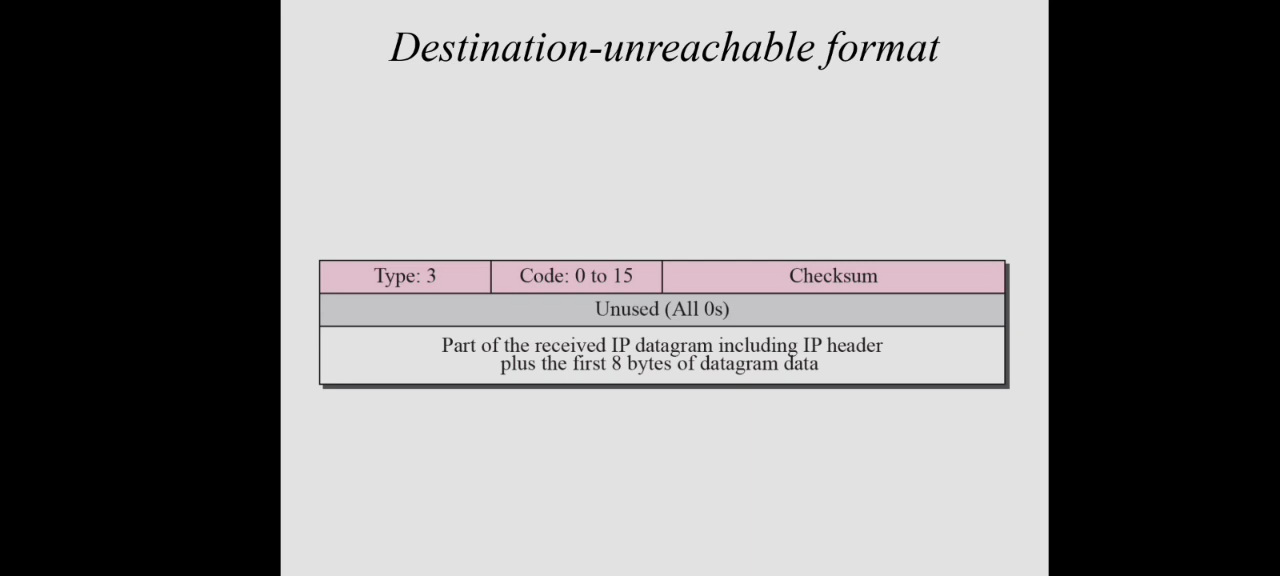 Destination-unreachable format
Type: 3 Code: 0 to 15 Checksum
Unused (All 0s)
Part of the received IP datagram including IP header
plus the first 8 bytes of datagram data